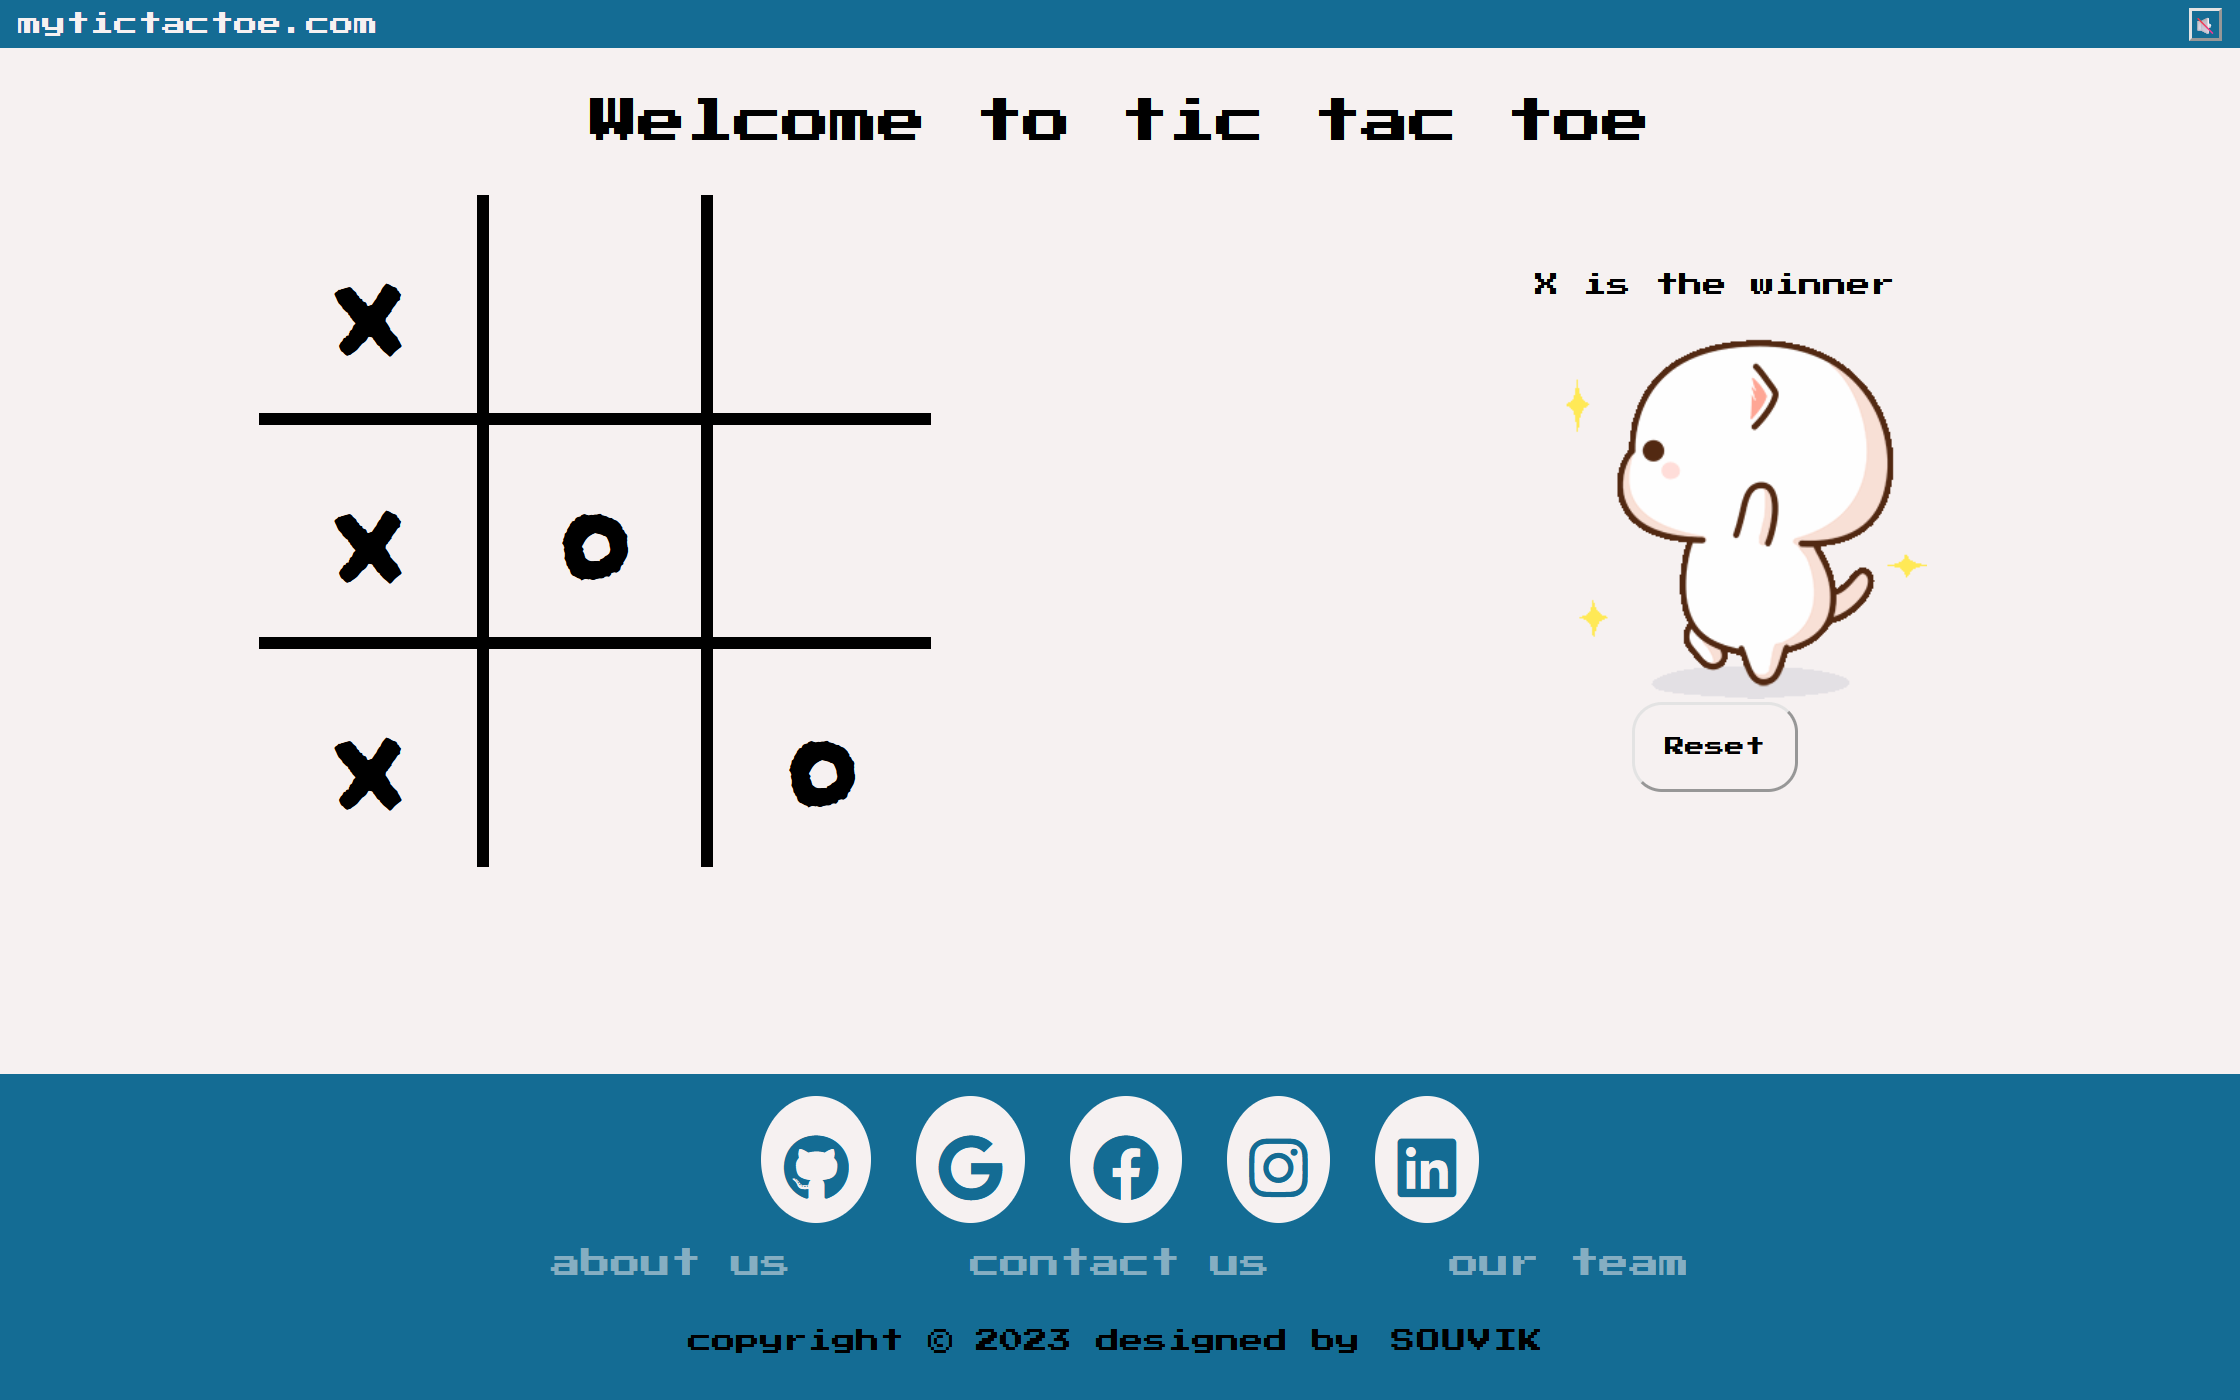 mytictactoe.com
Welcome to tic tac toe
X
X is the winner
X O
X O
Reset
about us contact us our team
copyright © 2023 designed by SOUVIK